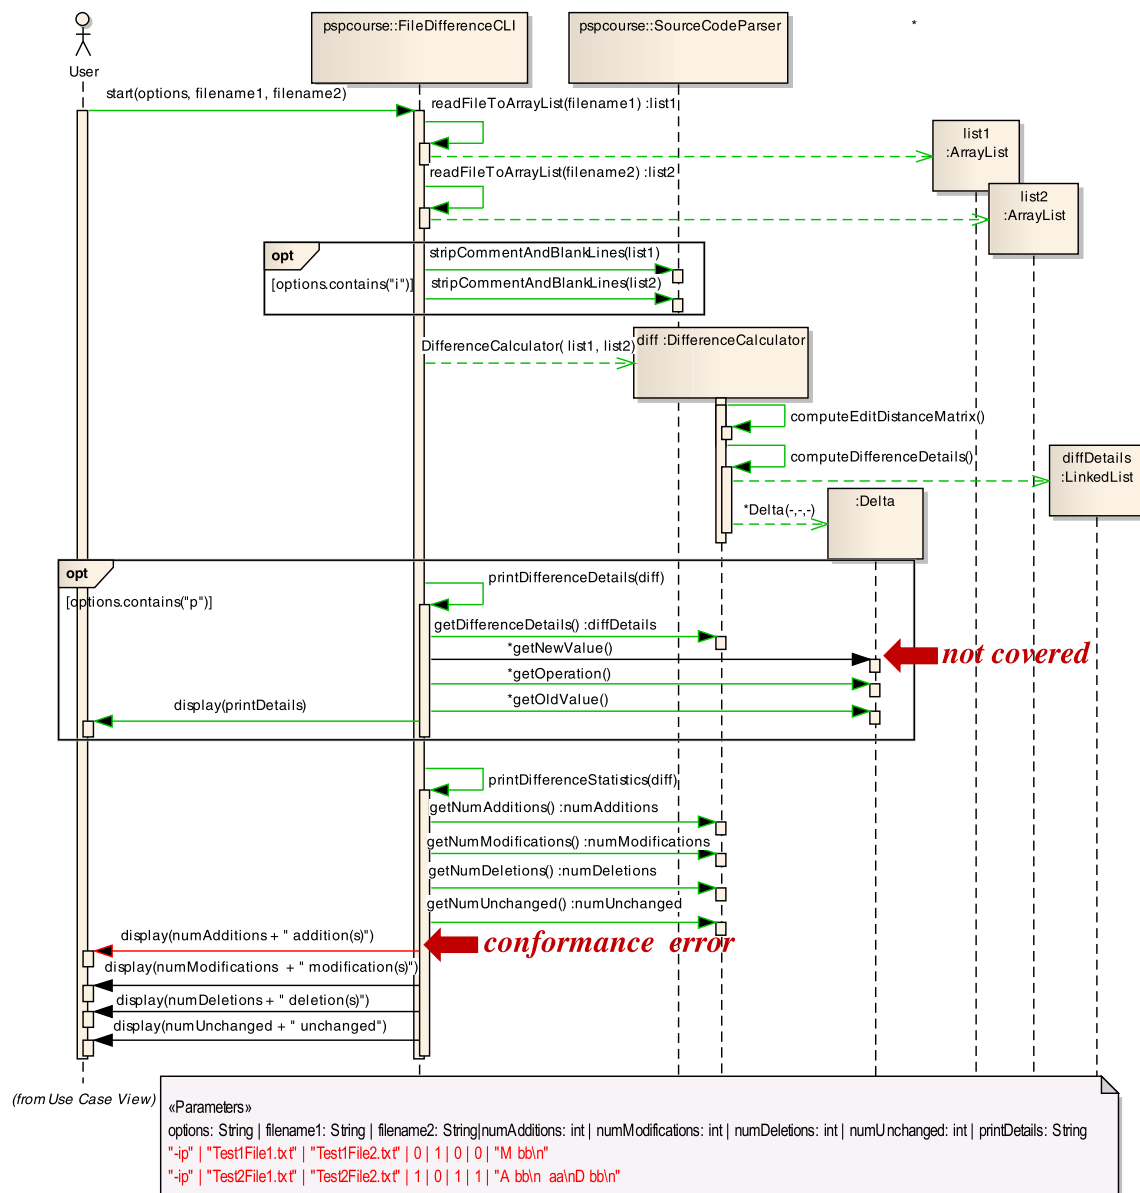 pspcourse::FileDifferenceCLI
pspcourse::SourceCodeParser
*
User
start(options, filename1, filename2)
readFileToArrayList(filename1) :list1
list1
:ArrayList
readFileToArrayList(filename2) :list2
list2
:ArrayList
opt
stripCommentAndBlankLines(list1)
[options.contains("i")]
stripCommentAndBlankLines(list2)
DifferenceCalculator( list1, list2)
diff :DifferenceCalculator
computeEditDistanceMatrix()
computeDifferenceDetails()
diffDetails
:LinkedList
*Delta(-,-,-)
:Delta
opt
printDifferenceDetails(diff)
[options.contains("p")]
getDifferenceDetails() :diffDetails
*getNewValue()
not covered
*getOperation()
*getOldValue()
display(printDetails)
printDifferenceStatistics(diff)
getNumAdditions() :numAdditions
getNumModifications() :numModifications
getNumDeletions() :numDeletions
getNumUnchanged() :numUnchanged
display(numAdditions + " addition(s)")
conformance error
display(numModifications + " modification(s)")
display(numDeletions + " deletion(s)")
display(numUnchanged + " unchanged")
(from Use Case View)
«Parameters»
options: String | filename1: String | filename2: String|numAdditions: int | numModifications: int | numDeletions: int | numUnchanged: int | printDetails: String
"-ip" | "Test1File1.txt" | "Test1File2.txt" | 0 | 1 | 0 | 0 | "M bb\n"
"-ip" | "Test2File1.txt" | "Test2File2.txt" | 1 | 0 | 1 | 1 | "A bb\n aa\nD bb\n"